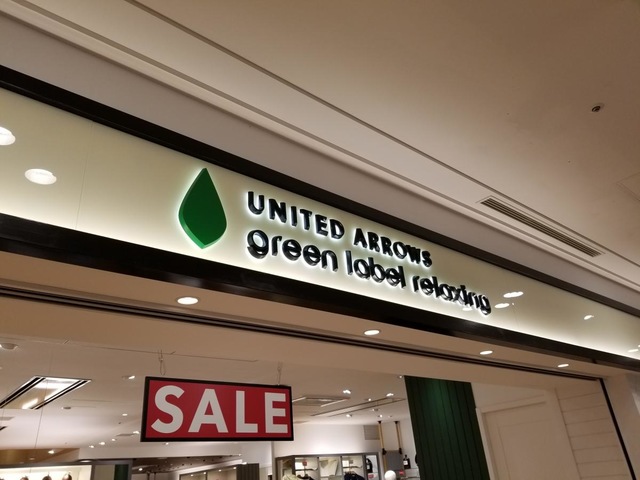 UNITED ARROWS
green label relaxing
SALE